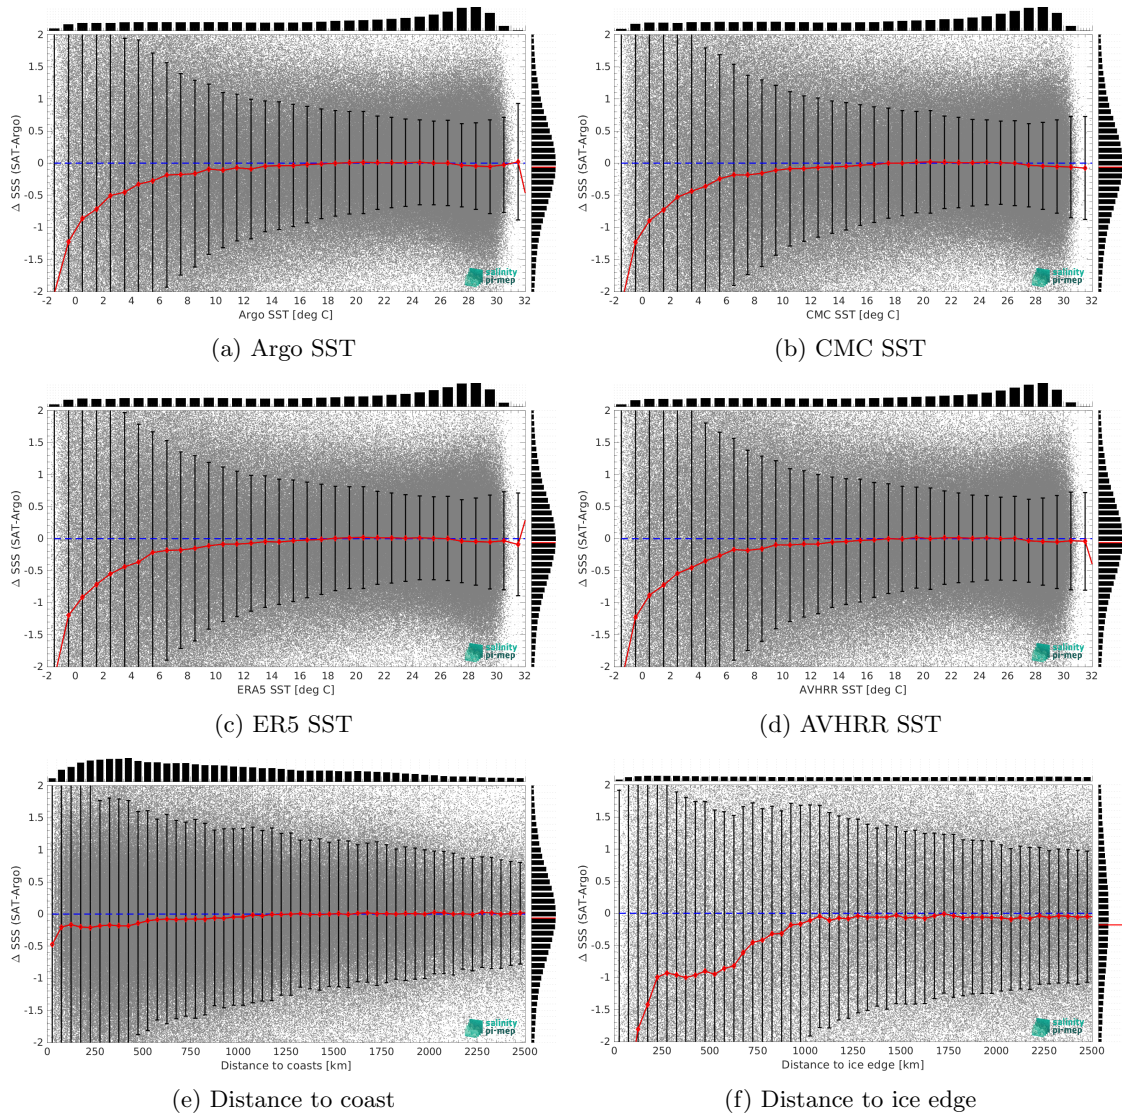 2
1.5
1
0.5
0
-0.5
-1
-1.5
-2
Δ SSS (SAT-Argo)
-2 0 2 4 6 8 10 12 14 16 18 20 22 24 26 28 30 32
Argo SST [deg C]
salinity
pi-mep
(a) Argo SST
2
1.5
1
0.5
0
-0.5
-1
-1.5
-2
Δ SSS (SAT-Argo)
-2 0 2 4 6 8 10 12 14 16 18 20 22 24 26 28 30 32
CMC SST [deg C]
salinity
pi-mep
(b) CMC SST
2
1.5
1
0.5
0
-0.5
-1
-1.5
-2
Δ SSS (SAT-Argo)
-2 0 2 4 6 8 10 12 14 16 18 20 22 24 26 28 30 32
ERA5 SST [deg C]
salinity
pi-mep
(c) ER5 SST
2
1.5
1
0.5
0
-0.5
-1
-1.5
-2
Δ SSS (SAT-Argo)
-2 0 2 4 6 8 10 12 14 16 18 20 22 24 26 28 30 32
AVHRR SST [deg C]
salinity
pi-mep
(d) AVHRR SST
2
1.5
1
0.5
0
-0.5
-1
-1.5
-2
Δ SSS (SAT-Argo)
0 250 500 750 1000 1250 1500 1750 2000 2250 2500
Distance to coasts [km]
salinity
pi-mep
(e) Distance to coast
2
1.5
1
0.5
0
-0.5
-1
-1.5
-2
Δ SSS (SAT-Argo)
0 250 500 750 1000 1250 1500 1750 2000 2250 2500
Distance to ice edge [km]
salinity
pi-mep
(f) Distance to ice edge